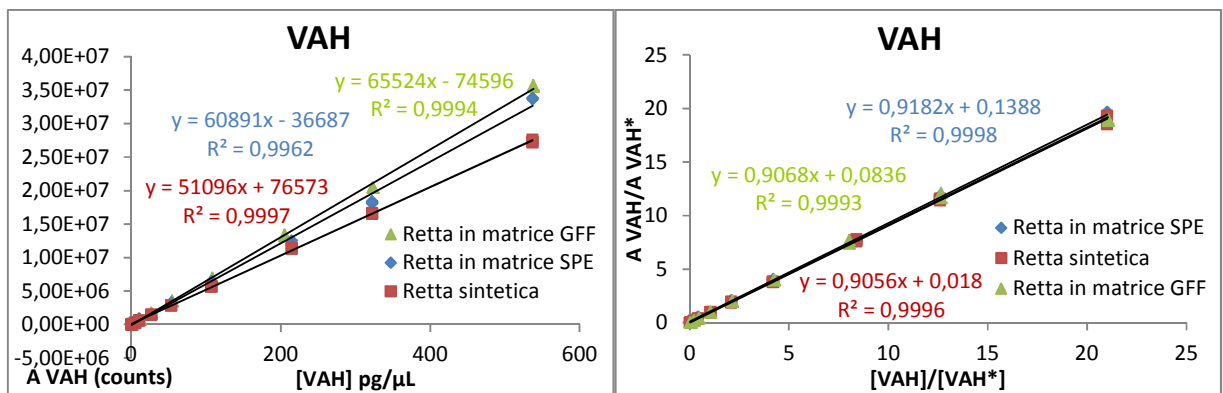 VAH
4,00E+07
3,50E+07
3,00E+07
2,50E+07
2,00E+07
1,50E+07
1,00E+07
5,00E+06
0,00E+00
-5,00E+06
y = 65524x - 74596
R² = 0,9994
y = 60891x - 36687
R² = 0,9962
y = 51096x + 76573
R² = 0,9997
Retta in matrice GFF
Retta in matrice SPE
Retta sintetica
0
200
400
600
A VAH (counts)
[VAH] pg/µL
VAH
A VAH/A VAH*
25
20
15
10
5
0
y = 0,9182x + 0,1388
R² = 0,9998
y = 0,9068x + 0,0836
R² = 0,9993
y = 0,9056x + 0,018
R² = 0,9996
Retta in matrice SPE
Retta sintetica
Retta in matrice GFF
0
5
10
15
20
25
[VAH]/[VAH*]